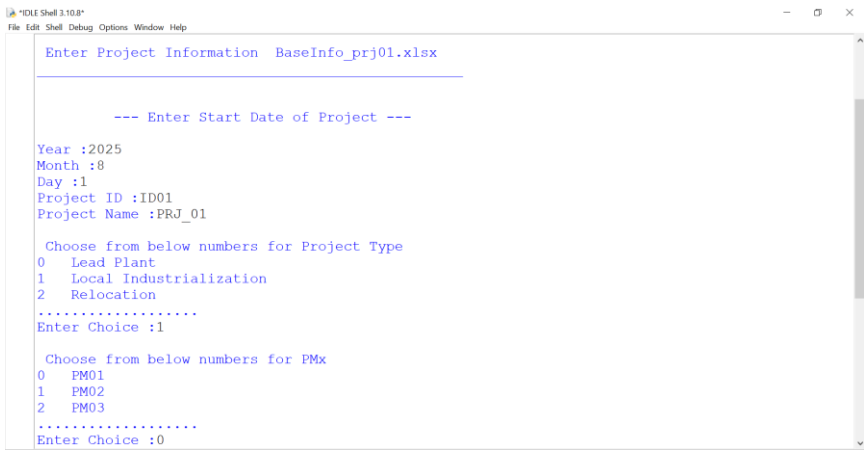 *IDLE Shell 3.10.8*
File Edit Shell Debug Options Window Help
Enter Project Information BaseInfo_prj01.xlsx
--- Enter Start Date of Project ---
Year :2025
Month :8
Day :1
Project ID :ID01
Project Name :PRJ_01
Choose from below numbers for Project Type
0 Lead Plant
1 Local Industrialization
2 Relocation
...................
Enter Choice :1
Choose from below numbers for PMx
0 PM01
1 PM02
2 PM03
...................
Enter Choice :0